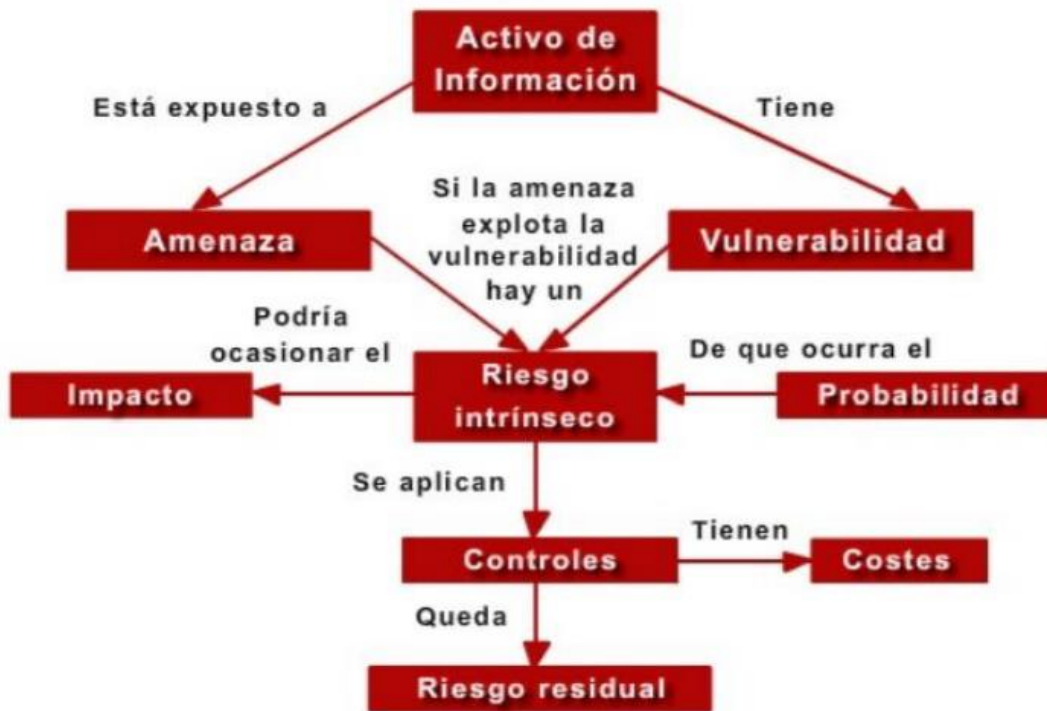 Activo de
Información
Está expuesto a
Tiene
Si la amenaza
explota la
vulnerabilidad
hay un
Amenaza
Vulnerabilidad
Podría
ocasionar el
De que ocurra el
Impacto
Riesgo
intrínseco
Probabilidad
Se aplican
Controles
Tienen
Costes
Queda
Riesgo residual